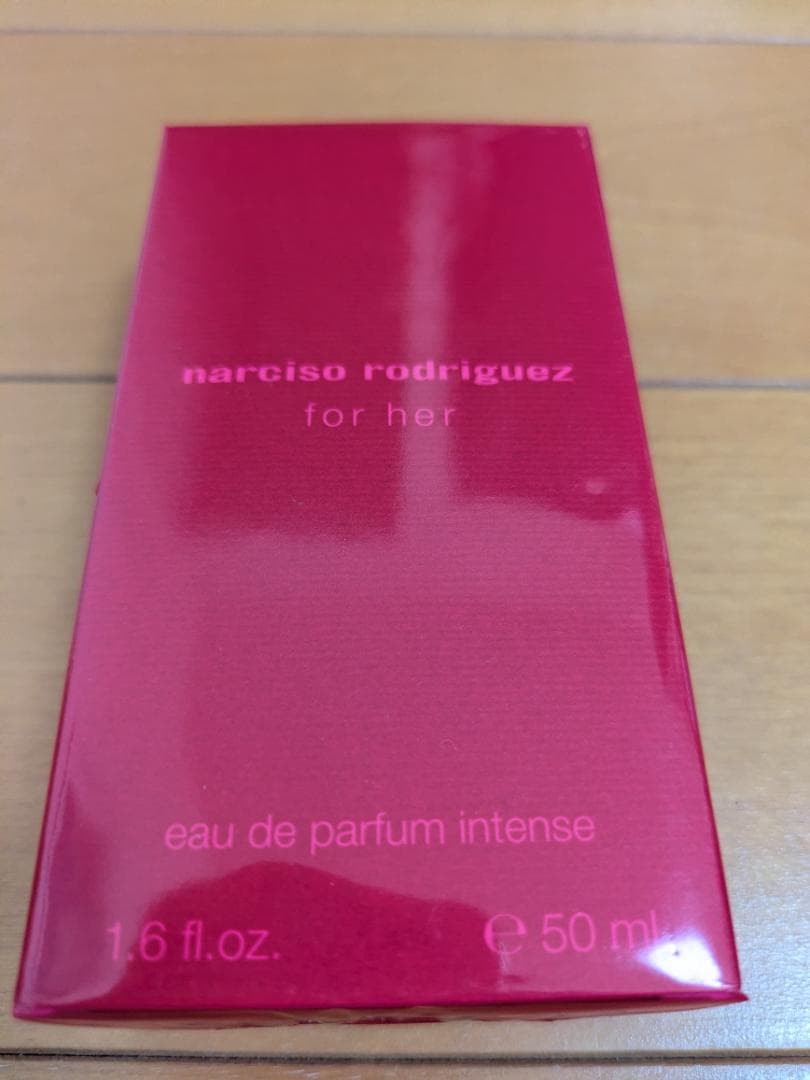 narciso rodriguez
for her
eau de parfum intense
1.6 fl.oz. ℮ 50 ml